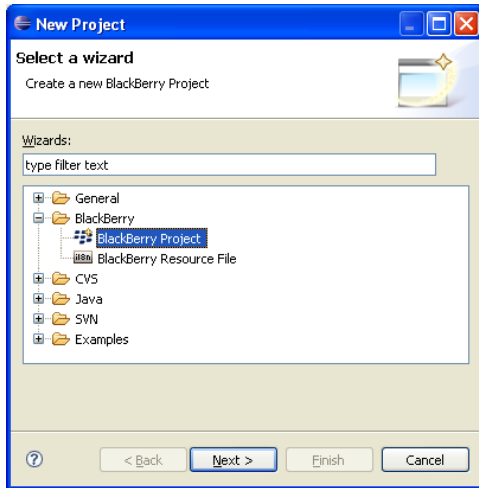 New Project
Select a wizard
Create a new BlackBerry Project
Wizards:
type filter text
General
BlackBerry
BlackBerry Project
i18n BlackBerry Resource File
CVS
Java
SVN
Examples
? < Back Next > Finish Cancel